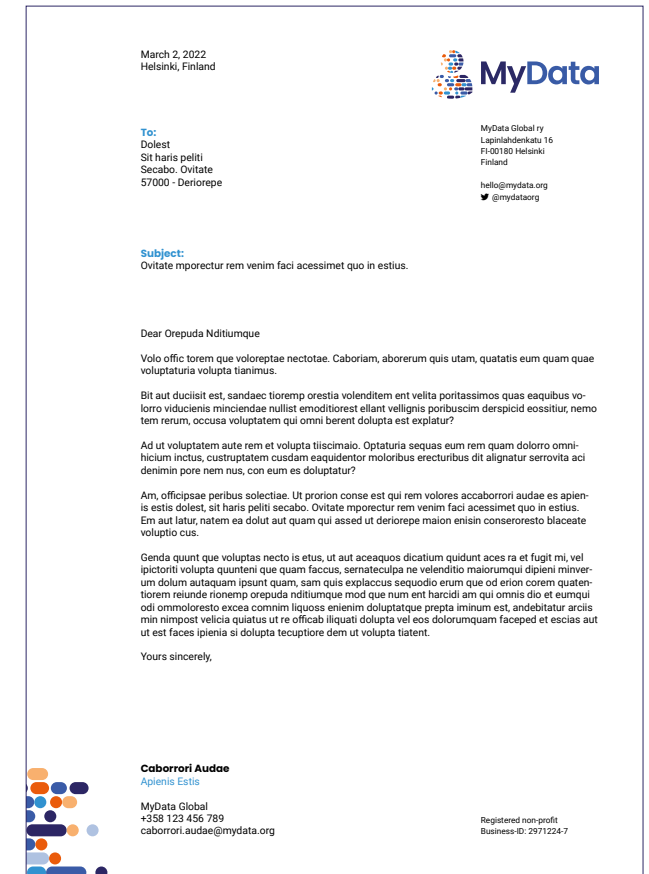 March 2, 2022
Helsinki, Finland
MyData
To:
Dolest
Sit haris peliti
Secabo. Ovitate
57000 - Deriorepe
MyData Global ry
Lapinlahdenkatu 16
FI-00180 Helsinki
Finland
hello@mydata.org
@mydataorg
Subject:
Ovitate mporectur rem venim faci acessimet quo in estius.
Dear Orepuda Nditiumque
Volo offic torem que voloreptae nectotae. Caboriam, aborerum quis utam, quatatis eum quam quae
voluptaturia volupta tianimus.
Bit aut duciisit est, sandaec tioremp orestia volenditem ent velita poritassimos quas eaquibus vo-
lorro viducienis minciendae nullist emoditiorest ellant vellignis poribuscim derspicid eossitiur, nemo
tem rerum, occusa voluptatem qui omni berent dolupta est explatur?
Ad ut voluptatem aute rem et volupta tiiscimaio. Optaturia sequas eum rem quam dolorro omni-
hicium inctus, custruptatem cusdam eaquidentor moloribus erecturibus dit alignatur serrovita aci
denimin pore nem nus, con eum es doluptatur?
Am, officipsae peribus solectiae. Ut prorion conse est qui rem volores accaborrori audae es apien-
is estis dolest, sit haris peliti secabo. Ovitate mporectur rem venim faci acessimet quo in estius.
Em aut latur, natem ea dolut aut quam qui assed ut deriorepe maion enisin conseroresto blaceate
voluptio cus.
Genda quunt que voluptas necto is etus, ut aut aceaquos dicatium quidunt aces ra et fugit mi, vel
ipictoriti volupta quunteni que quam faccus, sernateculpa ne velenditio maiorumqui dipieni minver-
um dolum autaquam ipsunt quam, sam quis explaccus sequodio erum que od erion corem quaten-
tiorem reiunde rionemp orepuda nditiumque mod que num ent harcidi am qui omnis dio et eumqui
odi ommoloresto excea comnim liquoss enienim doluptatque prepta iminum est, andebitatur arciis
min nimpost velicia quiatus ut re officab iliquati dolupta vel eos dolorumquam faceped et escias aut
ut est faces ipienia si dolupta tecuptiore dem ut volupta tiatent.
Yours sincerely,
Caborrori Audae
Apienis Estis
MyData Global
+358 123 456 789
caborrori.audae@mydata.org
Registered non-profit
Business-ID: 2971224-7